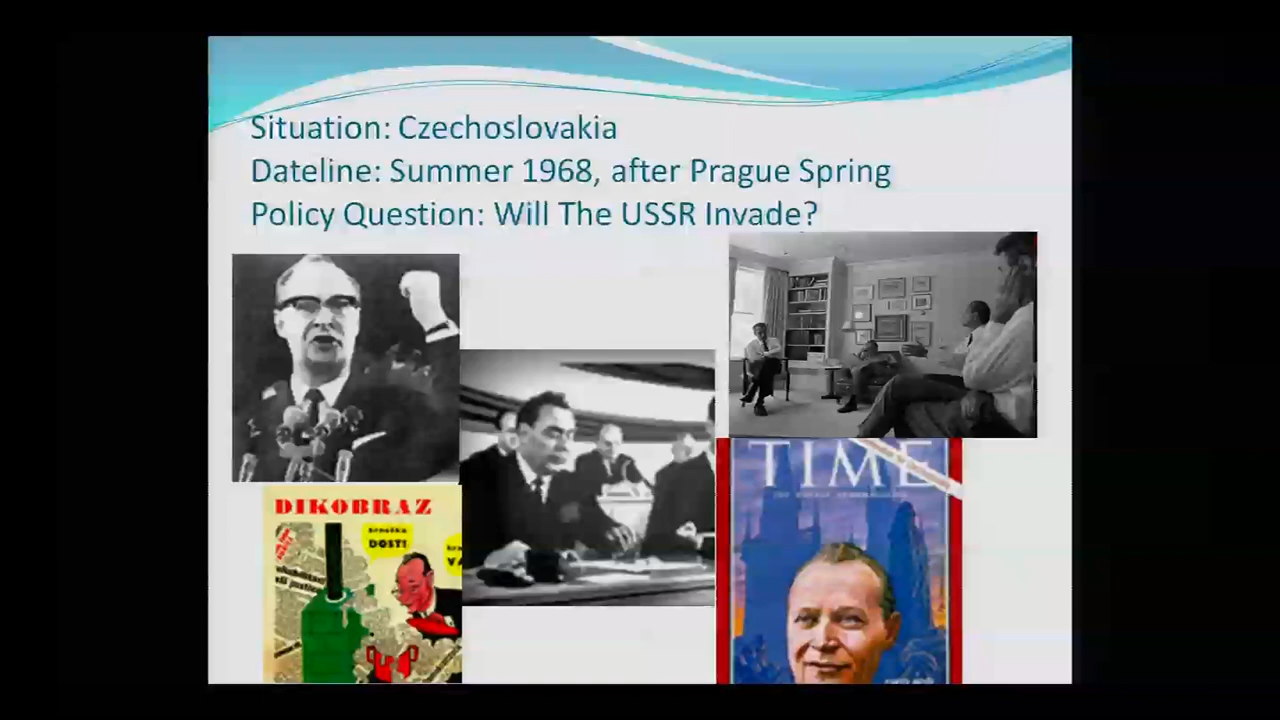 Situation: Czechoslovakia
Dateline: Summer 1968, after Prague Spring
Policy Question: Will The USSR Invade?
DIKOBRAZ
DOST!
TIME